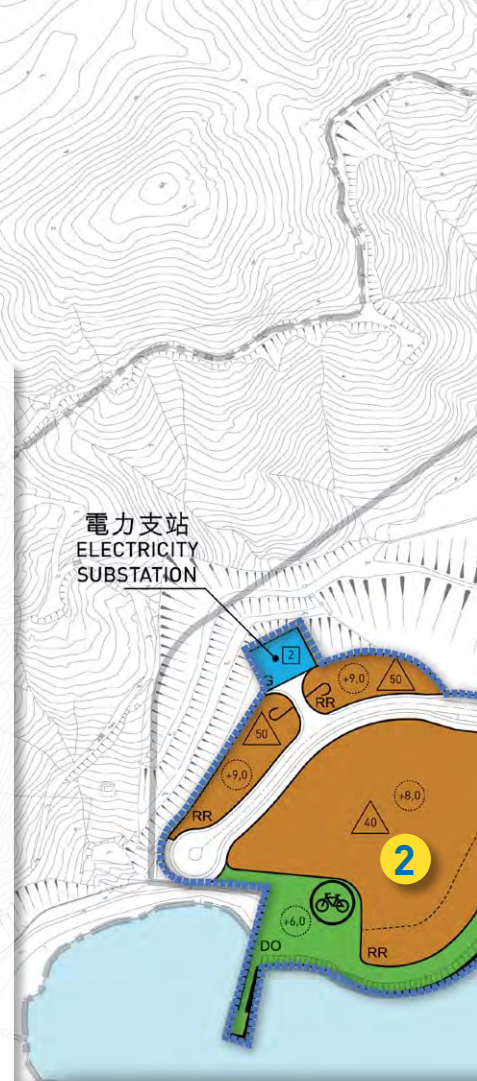 電力支站
ELECTRICITY
SUBSTATION
2
G
+9,0
50
RR
50
+9,0
+8,0
RR
40
2
+6,0
DO
RR